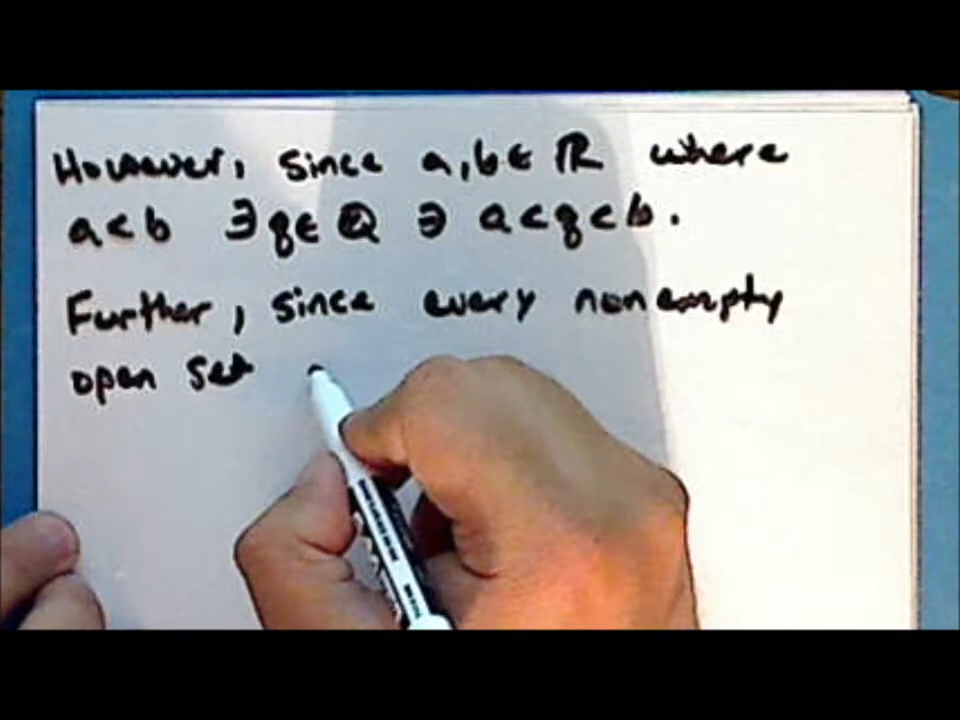 However, since a,b∈ ℝ where
a<b ∃q∈ ℚ ∋ a<q<b.
Further, since every nonempty
open set